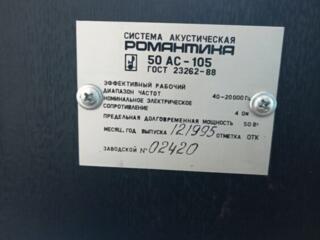 СИСТЕМА АКУСТИЧЕСКАЯ
РОМАНТИКА
50 АС-105
ГОСТ 23262-88
ЭФФЕКТИВНЫЙ РАБОЧИЙ
ДИАПАЗОН ЧАСТОТ 40-20000 Гц
НОМИНАЛЬНОЕ ЭЛЕКТРИЧЕСКОЕ
СОПРОТИВЛЕНИЕ 4 ОМ
ПРЕДЕЛЬНАЯ ДОЛГОВРЕМЕННАЯ МОЩНОСТЬ 50 Вт
МЕСЯЦ, ГОД ВЫПУСКА 121995 ОТМЕТКА ОТК
ЗАВОДСКОЙ № 02420